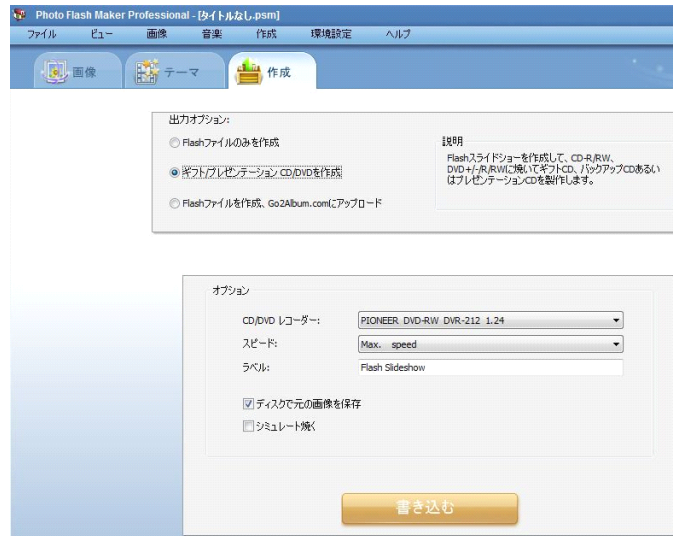 Photo Flash Maker Professional - [タイトルなし.psm]
ファイル ビュー 画像 音楽 作成 環境設定 ヘルプ
画像 テーマ 作成
出力オプション:
Flashファイルのみを作成
ギフト/プレゼンテーション CD/DVDを作成
Flashファイルを作成、Go2Album.comにアップロード
説明
Flashスライドショーを作成して、CD-R/RW、
DVD+/-R/RWに焼いてギフトCD、バックアップCDあるい
はプレゼンテーションCDを製作します。
オプション
CD/DVD レコーダー: PIONEER DVD-RW DVR-212 1.24
スピード: Max. speed
ラベル: Flash Slideshow
ディスクで元の画像を保存
シミュレート焼く
書き込む